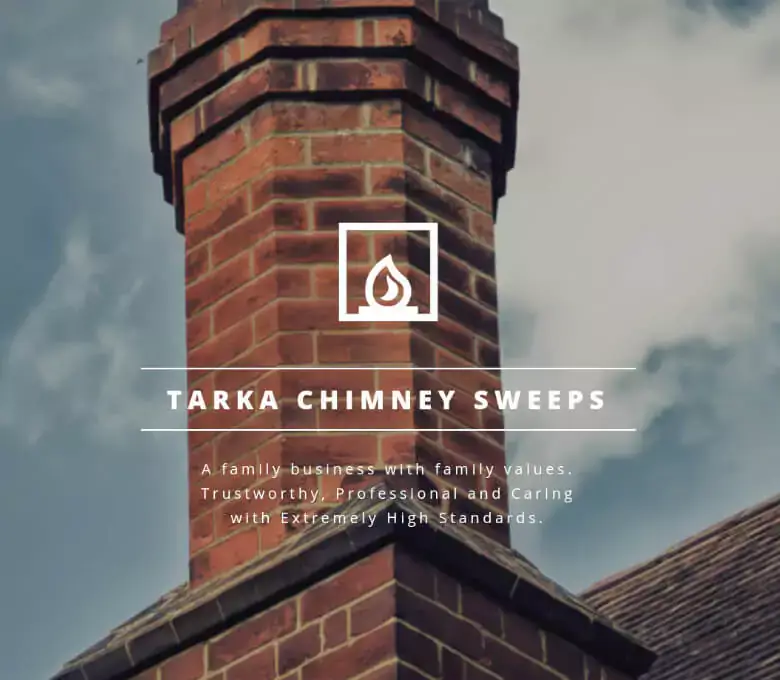 TARKA CHIMNEY SWEEPS
A family business with family values.
Trustworthy, Professional and Caring
with Extremely High Standards.